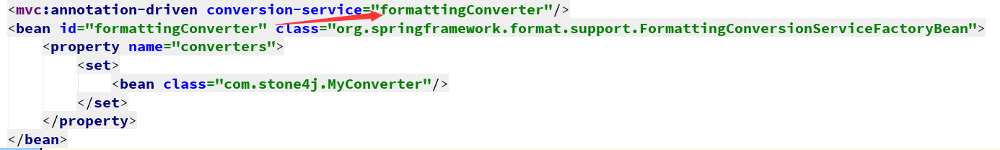 <mvc:annotation-driven conversion-service="formattingConverter"/>
<bean id="formattingConverter" class="org.springframework.format.support.FormattingConversionServiceFactoryBean">
<property name="converters">
<set>
<bean class="com.stone4j.MyConverter"/>
</set>
</property>
</bean>